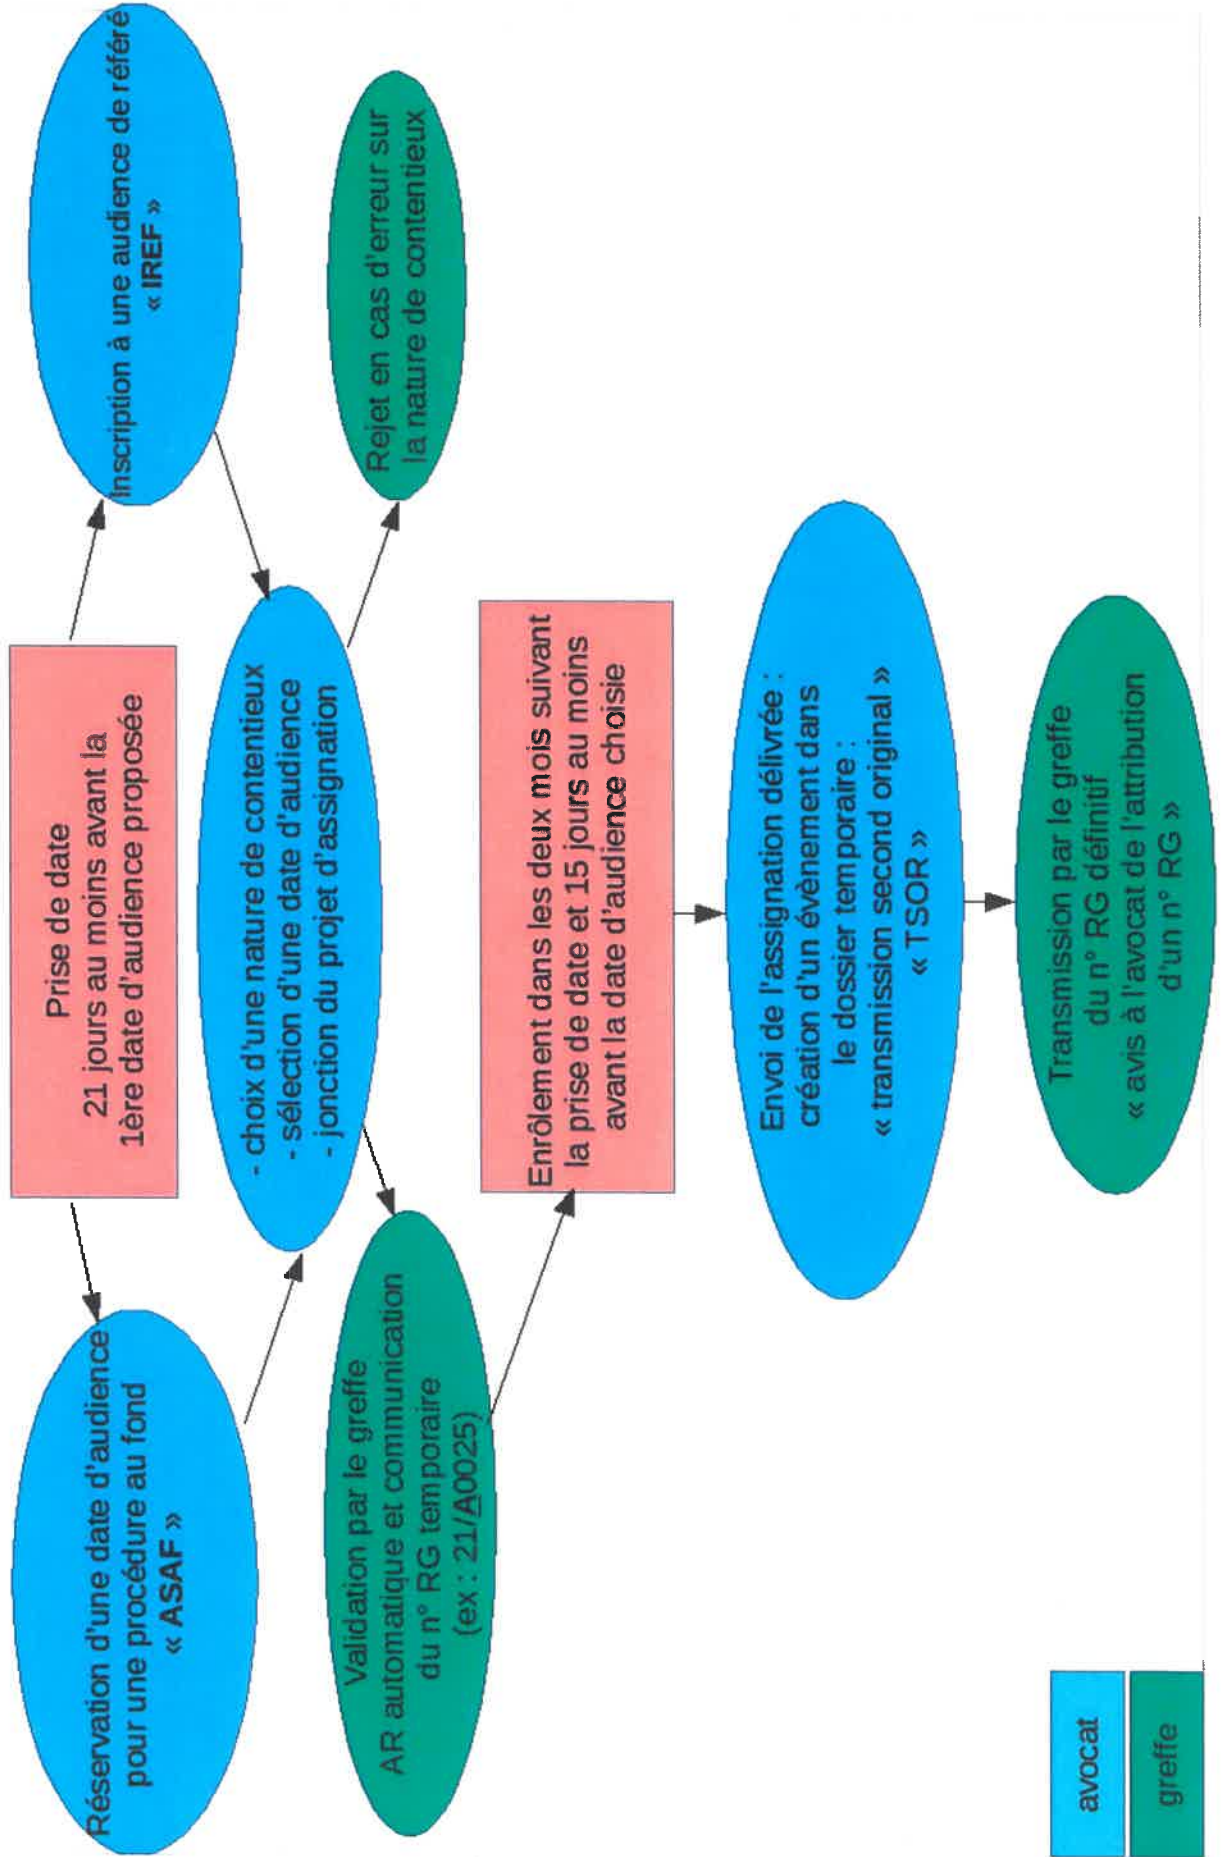 Prise de date
21 jours au moins avant la
1ère date d'audience proposée
Réservation d'une date d'audience
pour une procédure au fond
« ASAF »
Inscription à une audience de référé
« IREF »
- choix d'une nature de contentieux
- sélection d'une date d'audience
- jonction du projet d'assignation
Validation par le greffe
AR automatique et communication
du n° RG temporaire
(ex : 21/A0025)
Rejet en cas d'erreur sur
la nature de contentieux
Enrôlement dans les deux mois suivant
la prise de date et 15 jours au moins
avant la date d'audience choisie
Envoi de l'assignation délivrée :
création d'un évènement dans
le dossier temporaire :
« transmission second original »
« TSOR »
Transmission par le greffe
du n° RG définitif
« avis à l'avocat de l'attribution
d'un n° RG »
avocat
greffe